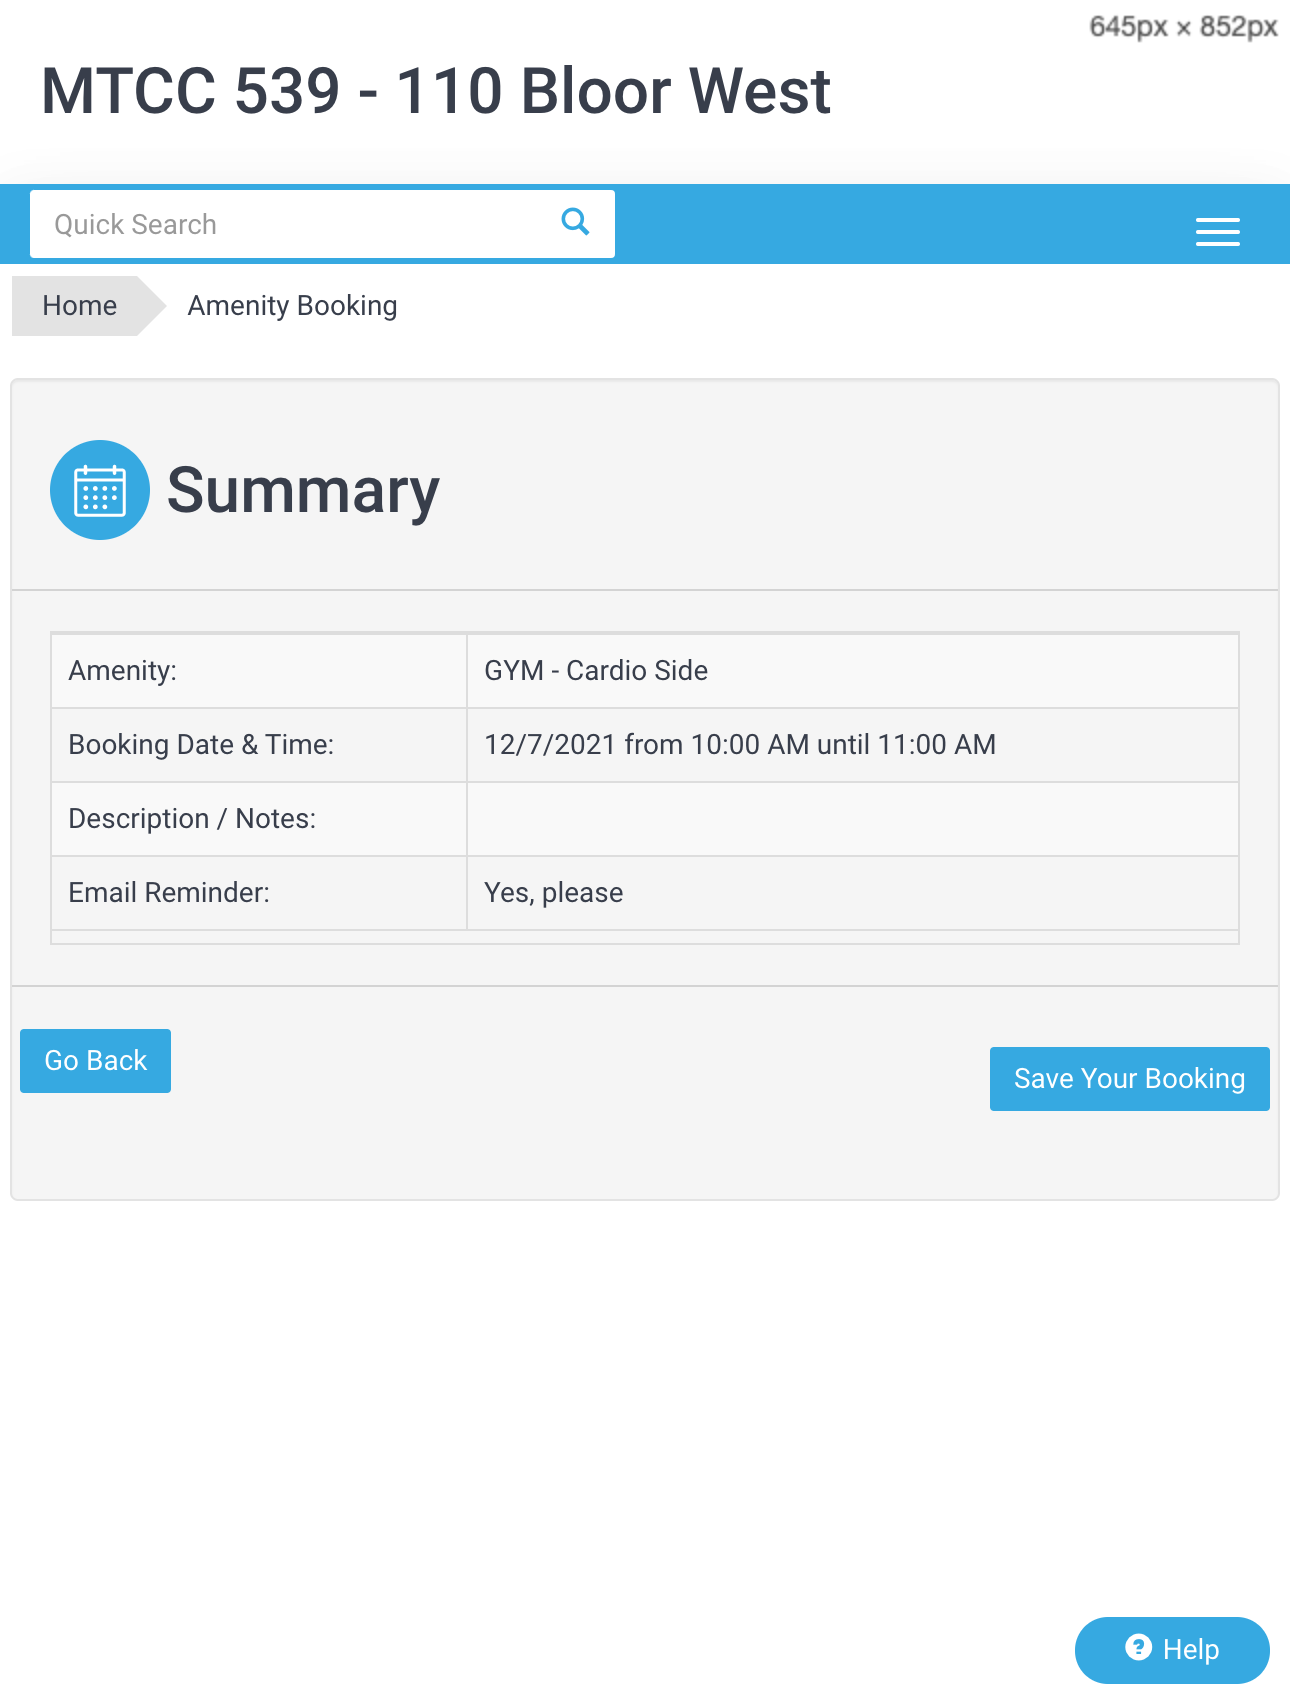 645px × 852px
MTCC 539 - 110 Bloor West
Quick Search
Home Amenity Booking
Summary
Amenity: GYM - Cardio Side
Booking Date & Time: 12/7/2021 from 10:00 AM until 11:00 AM
Description / Notes:
Email Reminder: Yes, please
Go Back
Save Your Booking
? Help